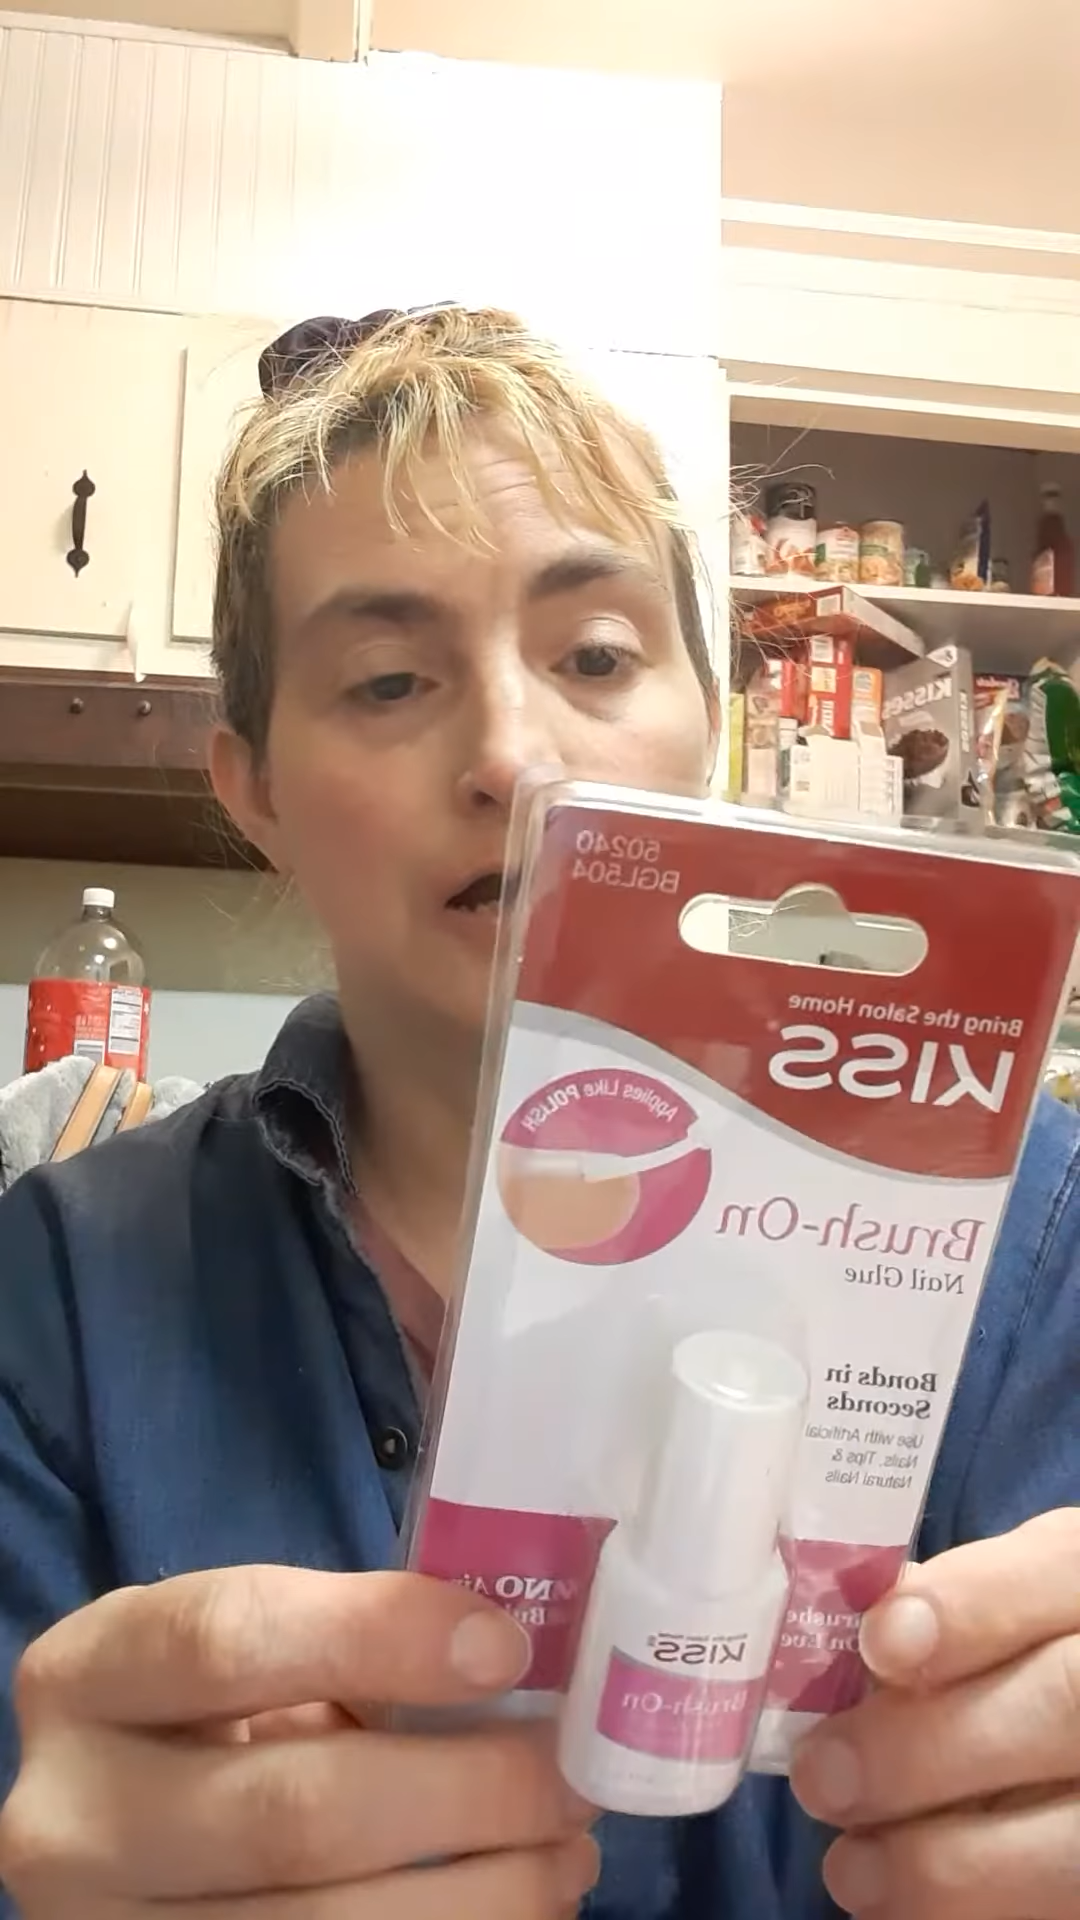 50240
BGL504
Bring the Salon Home
KISS
Applies Like POLISH
Brush-On
Nail Glue
Bonds in
Seconds
Use with Artificial
Nails, Tips &
Natural Nails
KISS
Brush-On
KISSES